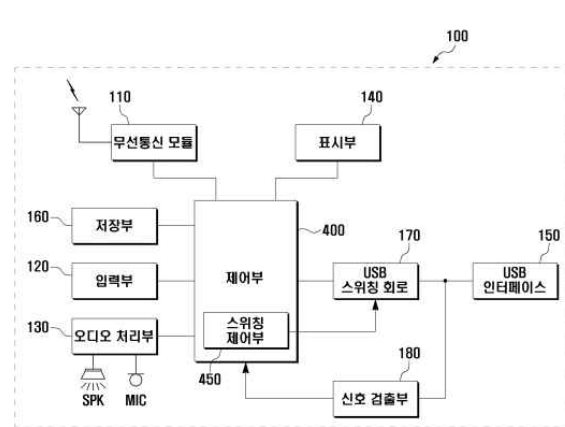 100
110
무선통신 모듈
140
표시부
160
저장부
400
170
150
120
입력부
제어부
USB
스위칭 회로
USB
인터페이스
130
오디오 처리부
스위칭
제어부
450
180
신호 검출부
SPK
MIC